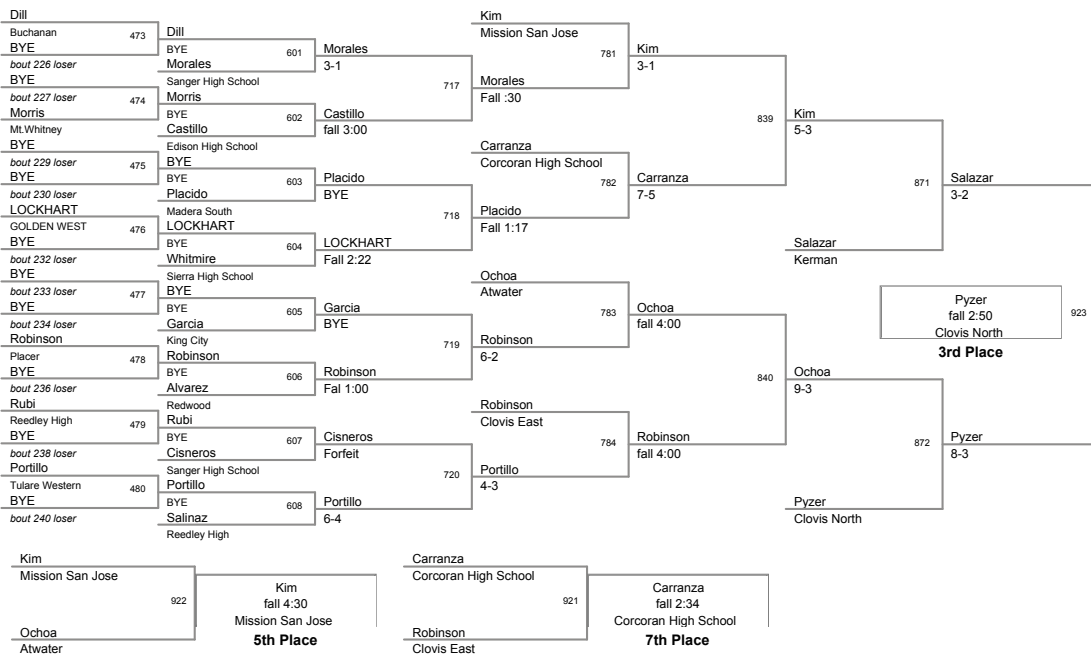 Dill
Buchanan
473
BYE
bout 226 loser
BYE
bout 227 loser
474
Morris
Mt.Whitney
BYE
bout 229 loser
475
BYE
bout 230 loser
LOCKHART
GOLDEN WEST
476
BYE
bout 232 loser
BYE
bout 233 loser
477
BYE
bout 234 loser
Robinson
Placer
478
BYE
bout 236 loser
Rubi
Reedley High
479
BYE
bout 238 loser
Portillo
Tulare Western
480
BYE
bout 240 loser
Dill
BYE
601
Morales
Sanger High School
Morris
BYE
602
Castillo
Edison High School
BYE
BYE
603
Placido
Madera South
LOCKHART
BYE
604
Whitmire
Sierra High School
BYE
BYE
605
Garcia
King City
Robinson
BYE
606
Alvarez
Redwood
Rubi
BYE
607
Cisneros
Sanger High School
Portillo
BYE
608
Salinaz
Reedley High
Morales
3-1
717
Castillo
fall 3:00
Placido
BYE
718
LOCKHART
Fall 2:22
Garcia
BYE
719
Robinson
Fal 1:00
Cisneros
Forfeit
720
Portillo
6-4
Kim
Mission San Jose
781
Morales
Fall :30
Carranza
Corcoran High School
782
Placido
Fall 1:17
Ochoa
Atwater
783
Robinson
6-2
Robinson
Clovis East
784
Portillo
4-3
Kim
3-1
839
Carranza
7-5
Ochoa
fall 4:00
840
Robinson
fall 4:00
Kim
5-3
871
Salazar
Kerman
Ochoa
9-3
872
Pyzer
Clovis North
Salazar
3-2
Pyzer
fall 2:50
923
Clovis North
3rd Place
Pyzer
8-3
Kim
Mission San Jose
922
Ochoa
Atwater
Kim
fall 4:30
Mission San Jose
5th Place
Carranza
Corcoran High School
921
Robinson
Clovis East
Carranza
fall 2:34
Corcoran High School
7th Place